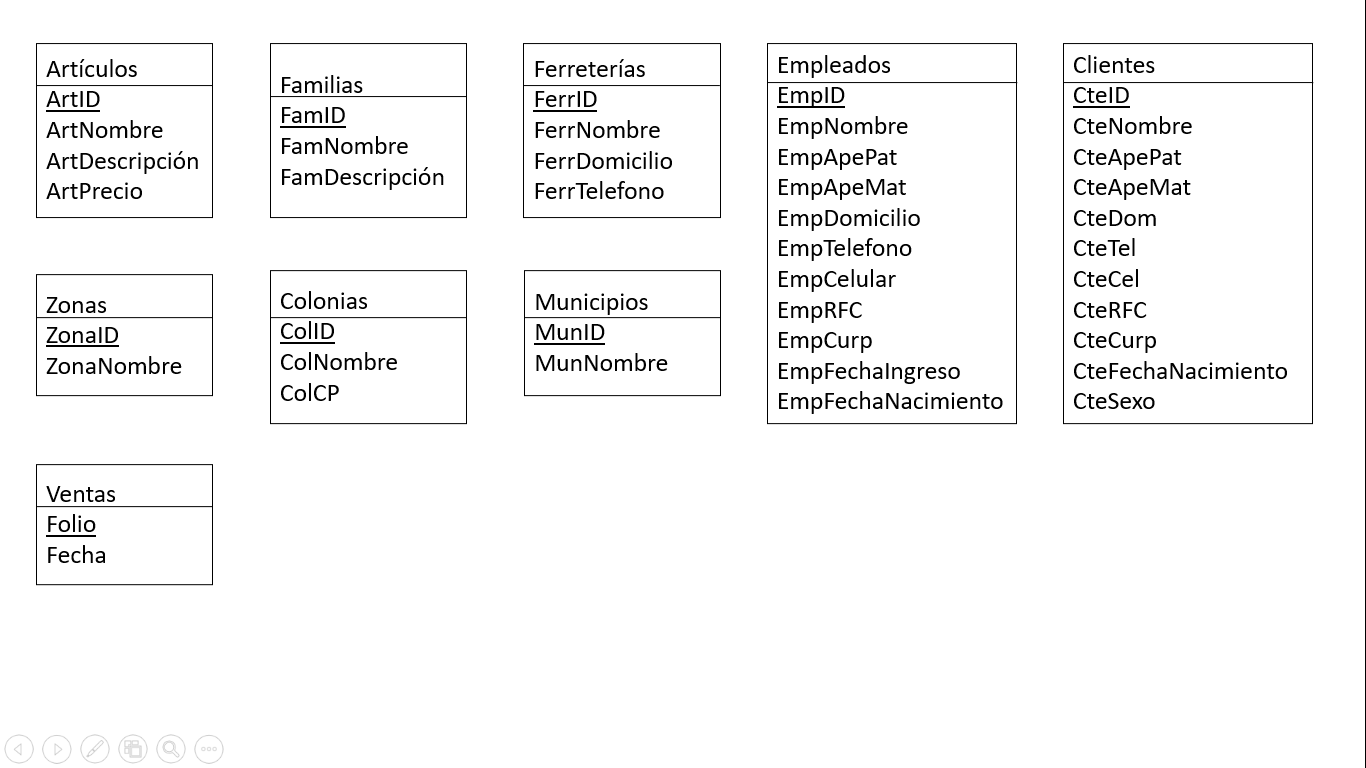 Artículos
ArtID
ArtNombre
ArtDescripción
ArtPrecio
Familias
FamID
FamNombre
FamDescripción
Ferreterías
FerrID
FerrNombre
FerrDomicilio
FerrTelefono
Empleados
EmpID
EmpNombre
EmpApePat
EmpApeMat
EmpDomicilio
EmpTelefono
EmpCelular
EmpRFC
EmpCurp
EmpFechaIngreso
EmpFechaNacimiento
Clientes
CteID
CteNombre
CteApePat
CteApeMat
CteDom
CteTel
CteCel
CteRFC
CteCurp
CteFechaNacimiento
CteSexo
Zonas
ZonaID
ZonaNombre
Colonias
ColID
ColNombre
ColCP
Municipios
MunID
MunNombre
Ventas
Folio
Fecha